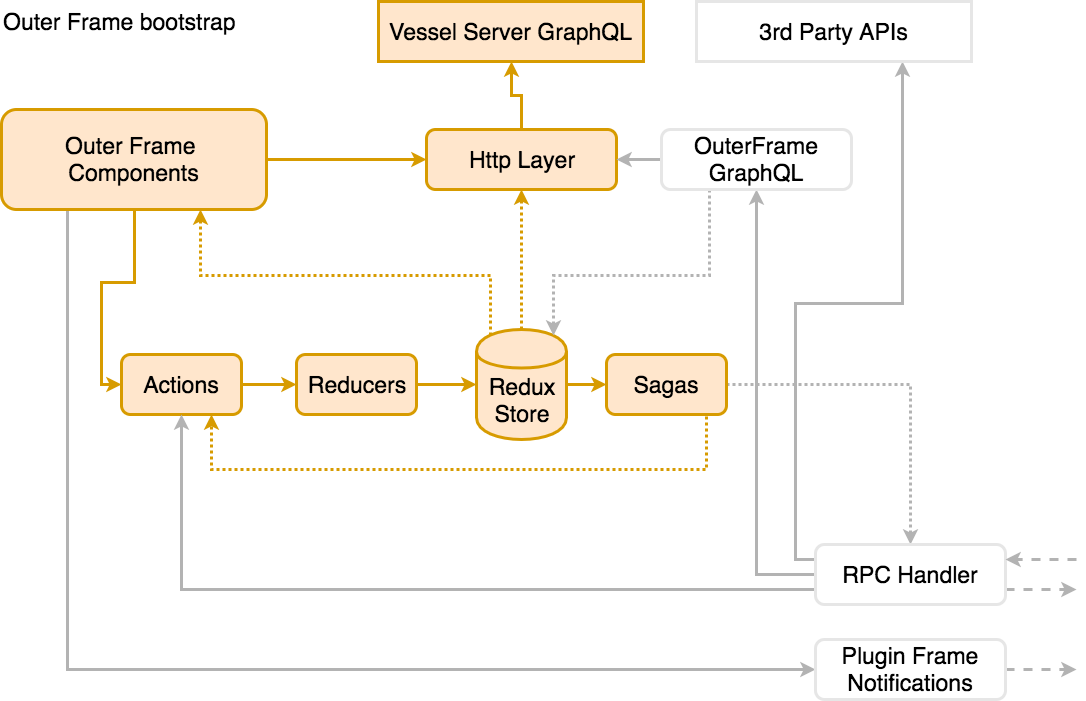 Outer Frame bootstrap
Vessel Server GraphQL
3rd Party APIs
Outer Frame
Components
Http Layer
OuterFrame
GraphQL
Actions
Reducers
Redux
Store
Sagas
RPC Handler
Plugin Frame
Notifications